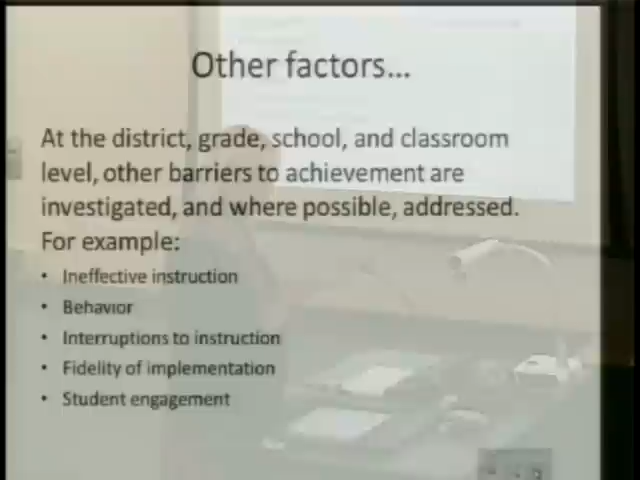 Other factors...
At the district, grade, school, and classroom
level, other barriers to achievement are
investigated, and where possible, addressed.
For example:
• Ineffective instruction
• Behavior
• Interruptions to instruction
• Fidelity of implementation
• Student engagement